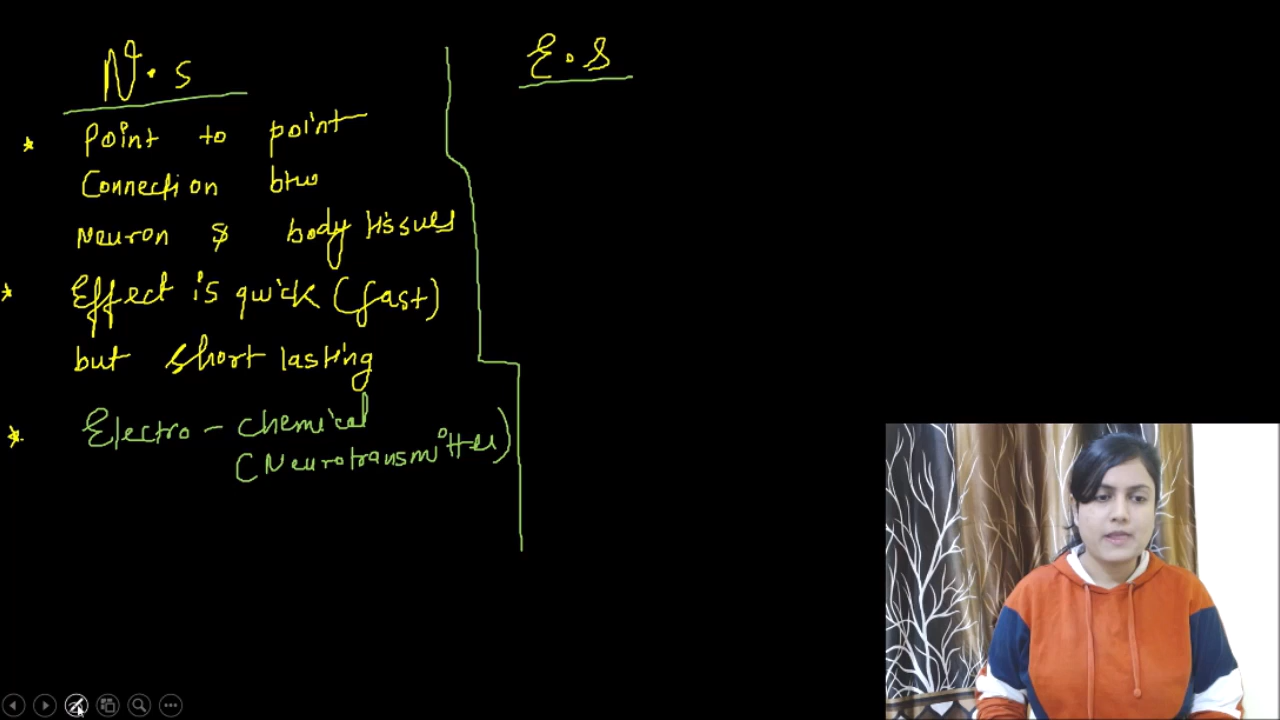 N.S
* Point to point
Connection btw
Neuron & body tissues
* Effect is quick (fast)
but short lasting
* Electro - chemical
(Neurotransmitter)
E.S